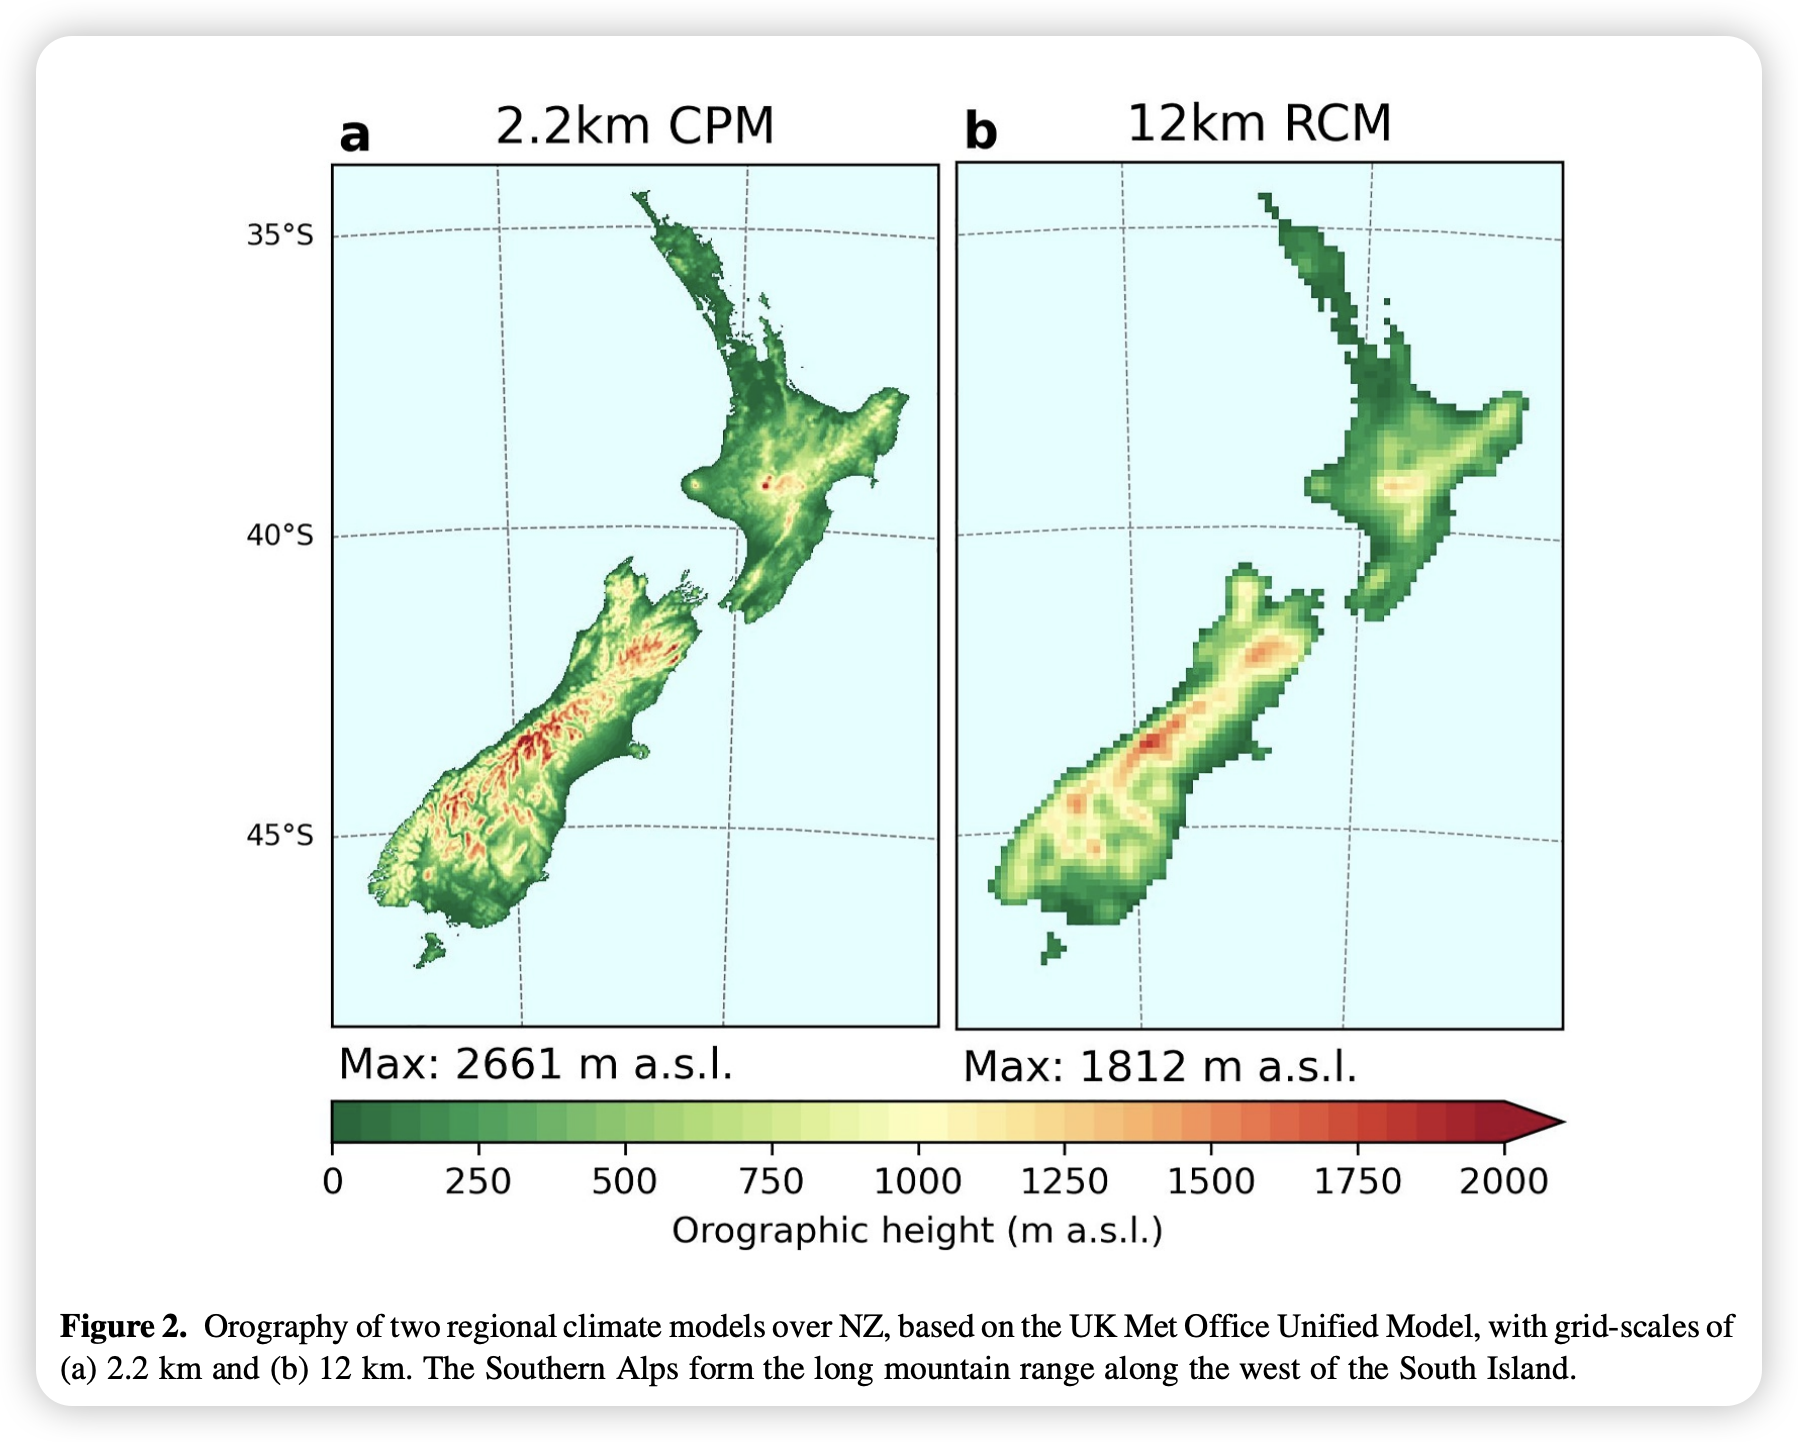 a 2.2km CPM
b 12km RCM
35°S
40°S
45°S
Max: 2661 m a.s.l.
Max: 1812 m a.s.l.
0 250 500 750 1000 1250 1500 1750 2000
Orographic height (m a.s.l.)
Figure 2. Orography of two regional climate models over NZ, based on the UK Met Office Unified Model, with grid-scales of
(a) 2.2 km and (b) 12 km. The Southern Alps form the long mountain range along the west of the South Island.